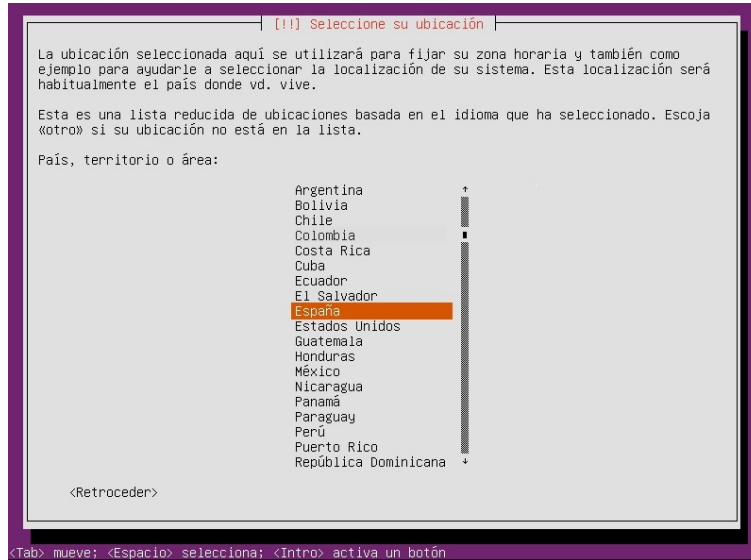 [!!] Seleccione su ubicación
La ubicación seleccionada aquí se utilizará para fijar su zona horaria y también como
ejemplo para ayudarle a seleccionar la localización de su sistema. Esta localización será
habitualmente el país donde vd. vive.
Esta es una lista reducida de ubicaciones basada en el idioma que ha seleccionado. Escoja
«otro» si su ubicación no está en la lista.
País, territorio o área:
Argentina
Bolivia
Chile
Colombia
Costa Rica
Cuba
Ecuador
El Salvador
España
Estados Unidos
Guatemala
Honduras
México
Nicaragua
Panamá
Paraguay
Perú
Puerto Rico
República Dominicana
<Retroceder>
<Tab> mueve; <Espacio> selecciona; <Intro> activa un botón